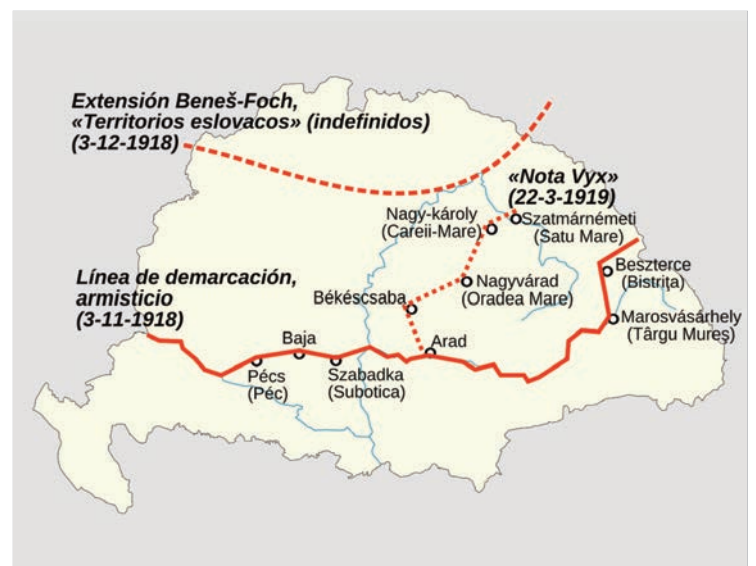 Extensión Beneš-Foch,
«Territorios eslovacos» (indefinidos)
(3-12-1918)
«Nota Vyx»
(22-3-1919)
Nagy-károly
(Careii-Mare)
Szatmárnémeti
(Satu Mare)
Línea de demarcación,
armisticio
(3-11-1918)
Békéscsaba
Nagyvárad
(Oradea Mare)
Beszterce
(Bistrița)
Marosvásárhely
(Târgu Mureș)
Baja
Arad
Pécs
(Péc)
Szabadka
(Subotica)